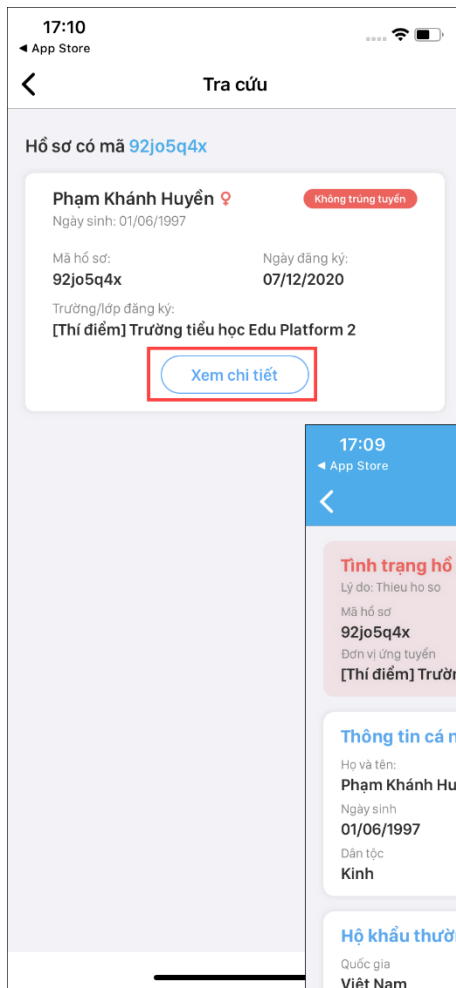 17:10
◀ App Store
Tra cứu
Hồ sơ có mã 92jo5q4x
Phạm Khánh Huyền ♀ Không trúng tuyển
Ngày sinh: 01/06/1997
Mã hồ sơ: Ngày đăng ký:
92jo5q4x 07/12/2020
Trường/lớp đăng ký:
[Thí điểm] Trường tiểu học Edu Platform 2
Xem chi tiết
17:09
◀ App Store
Tình trạng hồ
Lý do: Thieu ho so
Mã hồ sơ
92jo5q4x
Đơn vị ứng tuyển
[Thí điểm] Trườn
Thông tin cá n
Họ và tên:
Phạm Khánh Hu
Ngày sinh
01/06/1997
Dân tộc
Kinh
Hộ khẩu thườn
Quốc gia
Việt Nam